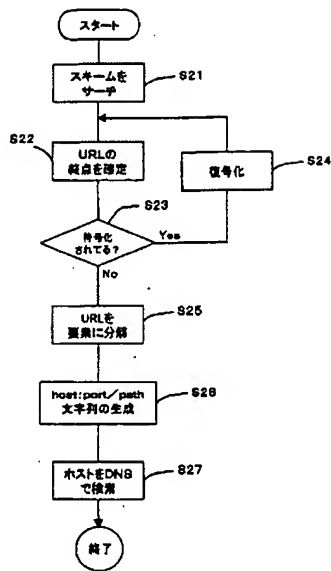 スタート
スキームを
サーチ
S21
S22
URLの
終点を確定
復号化
S24
S23
符号化
されてる?
Yes
No
URLを
要素に分解
S25
host:port/path
文字列の生成
S26
ホストをDNS
で検索
S27
終了